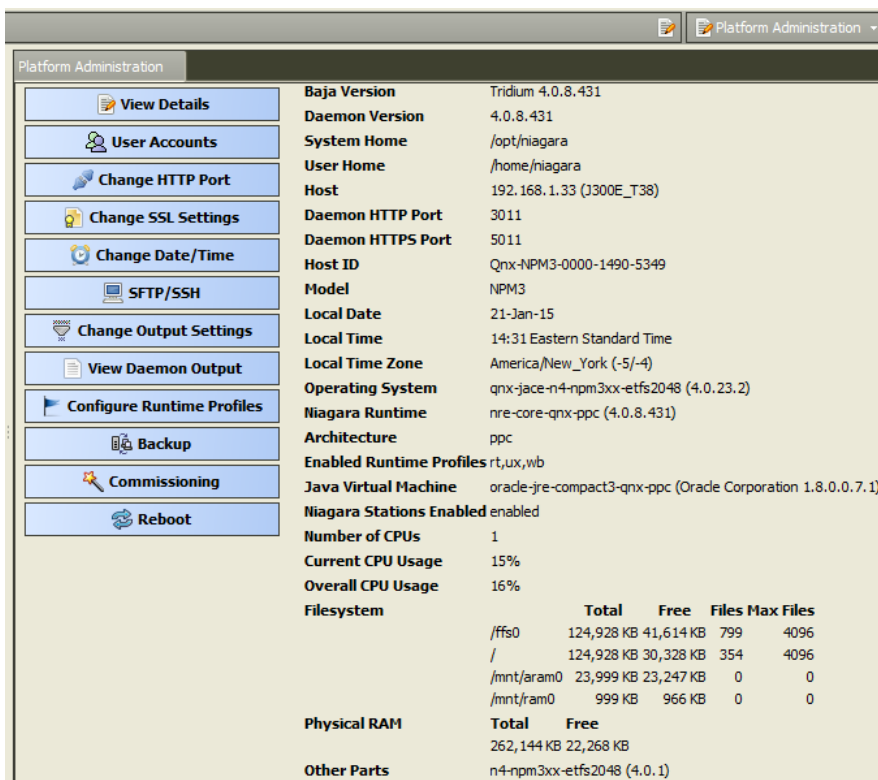 Platform Administration
Platform Administration
View Details
User Accounts
Change HTTP Port
Change SSL Settings
Change Date/Time
SFTP/SSH
Change Output Settings
View Daemon Output
Configure Runtime Profiles
Backup
Commissioning
Reboot
Baja Version Tridium 4.0.8.431
Daemon Version 4.0.8.431
System Home /opt/niagara
User Home /home/niagara
Host 192.168.1.33 (J300E_T38)
Daemon HTTP Port 3011
Daemon HTTPS Port 5011
Host ID Qnx-NPM3-0000-1490-5349
Model NPM3
Local Date 21-Jan-15
Local Time 14:31 Eastern Standard Time
Local Time Zone America/New_York (-5/-4)
Operating System qnx-jace-n4-npm3xx-etfs2048 (4.0.23.2)
Niagara Runtime nre-core-qnx-ppc (4.0.8.431)
Architecture ppc
Enabled Runtime Profiles rt,ux,wb
Java Virtual Machine oracle-jre-compact3-qnx-ppc (Oracle Corporation 1.8.0.0.7.1)
Niagara Stations Enabled enabled
Number of CPUs 1
Current CPU Usage 15%
Overall CPU Usage 16%
Filesystem Total Free Files Max Files
/ffs0 124,928 KB 41,614 KB 799 4096
/ 124,928 KB 30,328 KB 354 4096
/mnt/aram0 23,999 KB 23,247 KB 0 0
/mnt/ram0 999 KB 966 KB 0 0
Physical RAM Total Free
262,144 KB 22,268 KB
Other Parts n4-npm3xx-etfs2048 (4.0.1)